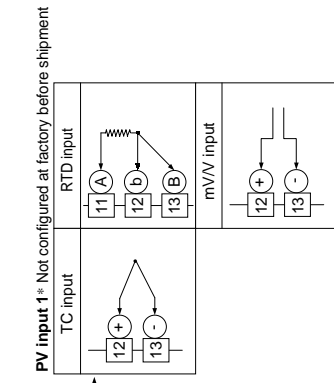 PV input 1* Not configured at factory before shipment
TC input
RTD input
12 +
13 -
11 A
12 b
13 B
mV/V input
12 +
13 -